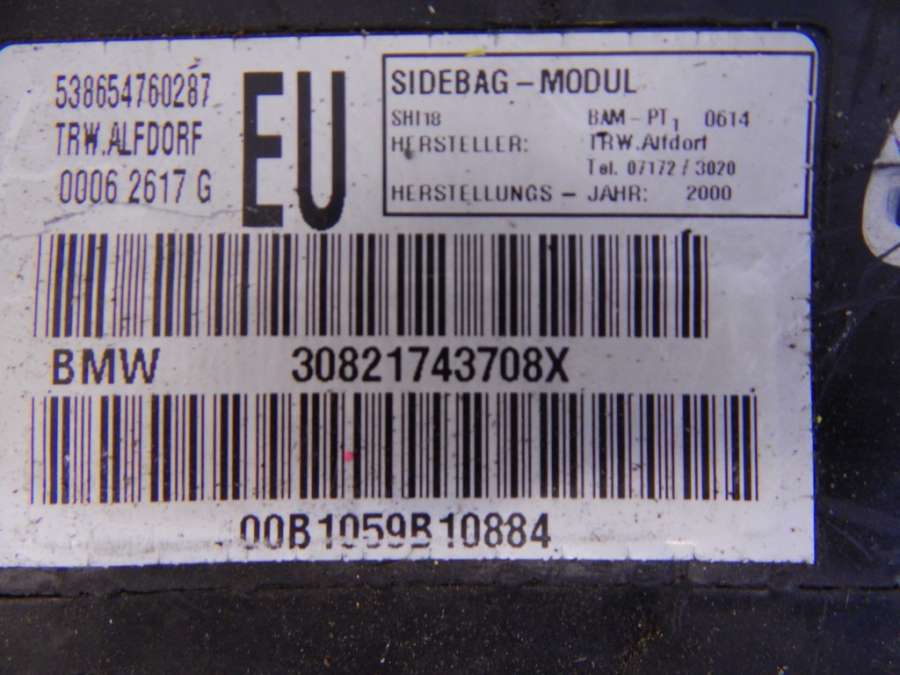 538654760287
TRW.ALFDORF
0006 2617 G
EU
SIDEBAG - MODUL
SHI18 BAM - PT1 0614
HERSTELLER: TRW.Alfdorf
Tel. 07172 / 3020
HERSTELLUNGS - JAHR: 2000
BMW 30821743708X
00B1059B10884